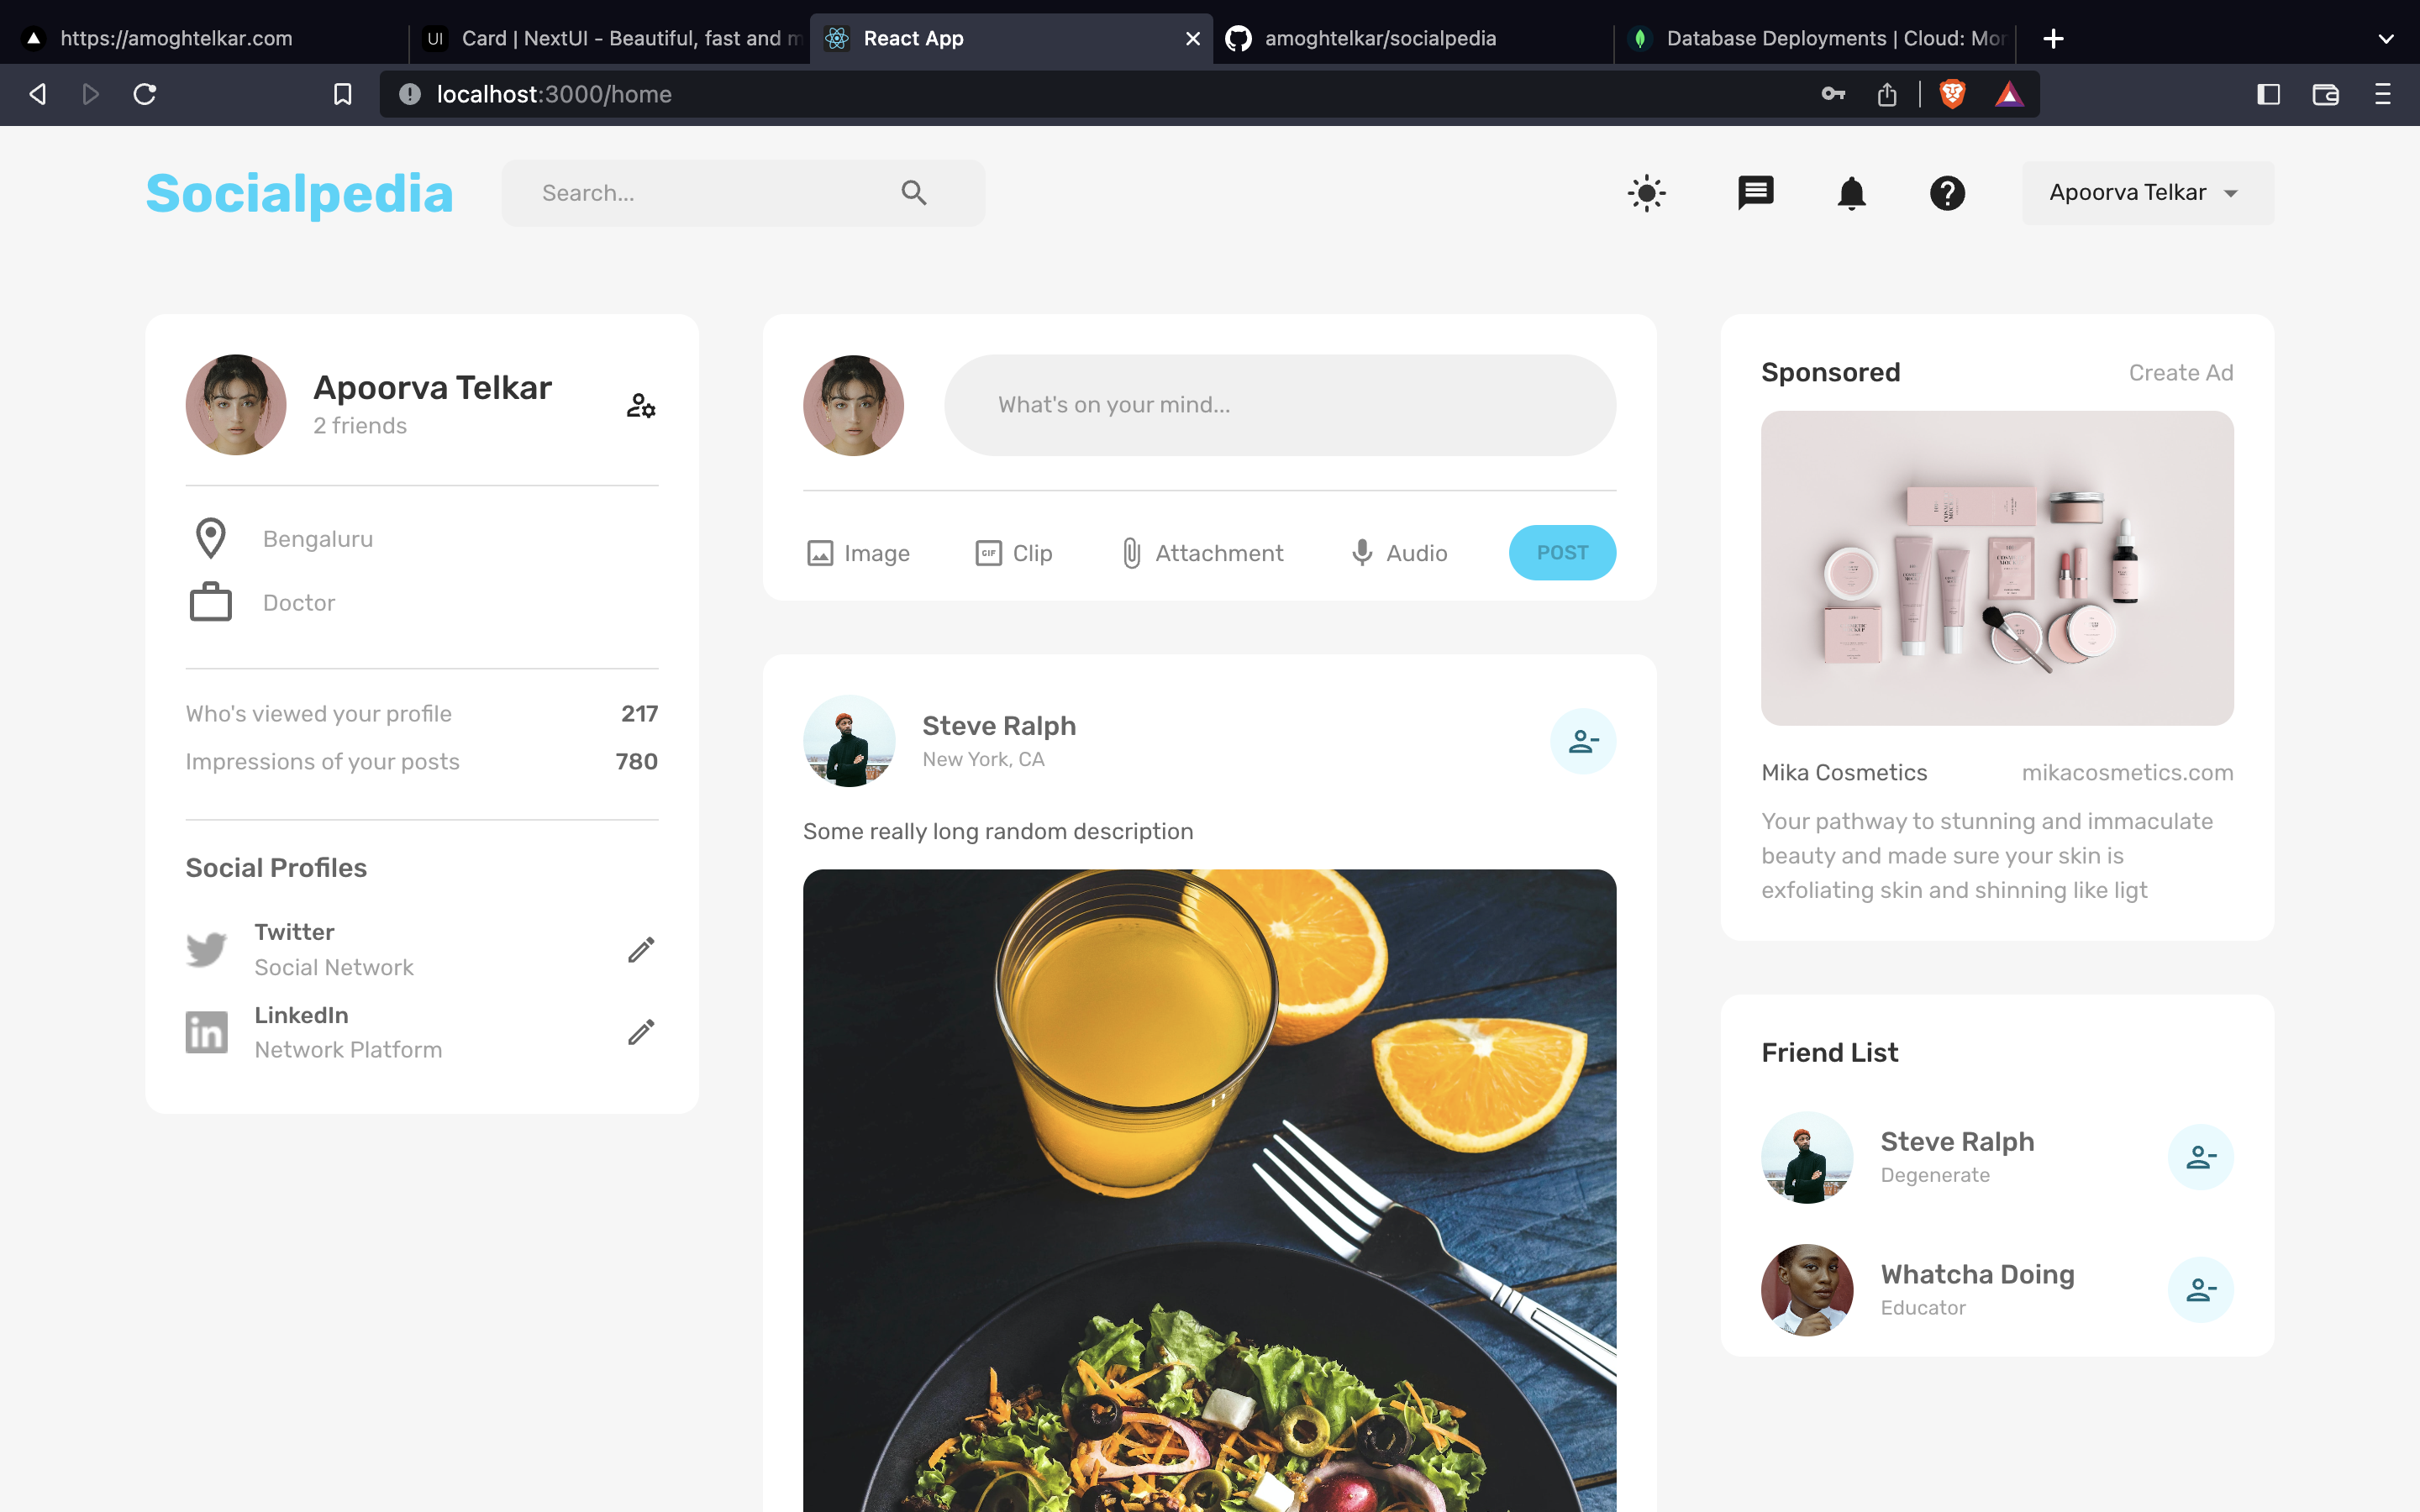 https://amoghtelkar.com
UI Card | NextUI - Beautiful, fast and m
React App
amoghtelkar/socialpedia
Database Deployments | Cloud: Mon
localhost:3000/home
Socialpedia
Search...
Apoorva Telkar
Apoorva Telkar
2 friends
Bengaluru
Doctor
Who's viewed your profile 217
Impressions of your posts 780
Social Profiles
Twitter
Social Network
LinkedIn
Network Platform
What's on your mind...
Image
GIF Clip
Attachment
Audio
POST
Steve Ralph
New York, CA
Some really long random description
Sponsored Create Ad
Mika Cosmetics mikacosmetics.com
Your pathway to stunning and immaculate
beauty and made sure your skin is
exfoliating skin and shinning like ligt
Friend List
Steve Ralph
Degenerate
Whatcha Doing
Educator